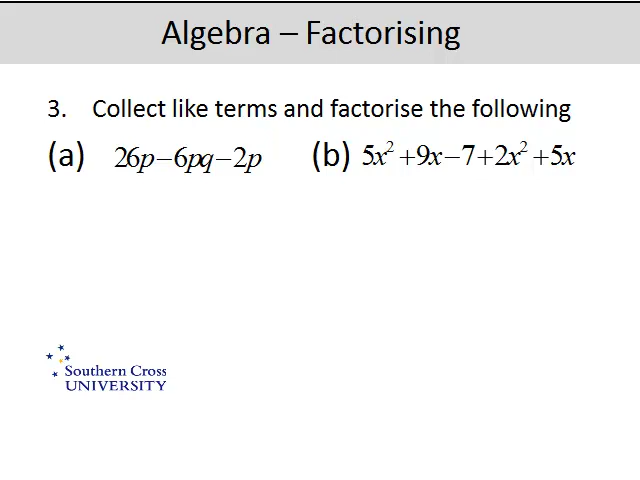 Algebra – Factorising
3. Collect like terms and factorise the following
(a) 26p−6pq−2p (b) 5x²+9x−7+2x²+5x
Southern Cross
UNIVERSITY